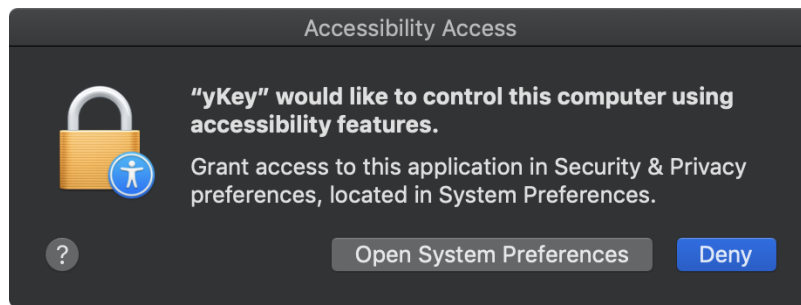 Accessibility Access
“yKey” would like to control this computer using
accessibility features.
Grant access to this application in Security & Privacy
preferences, located in System Preferences.
?
Open System Preferences
Deny